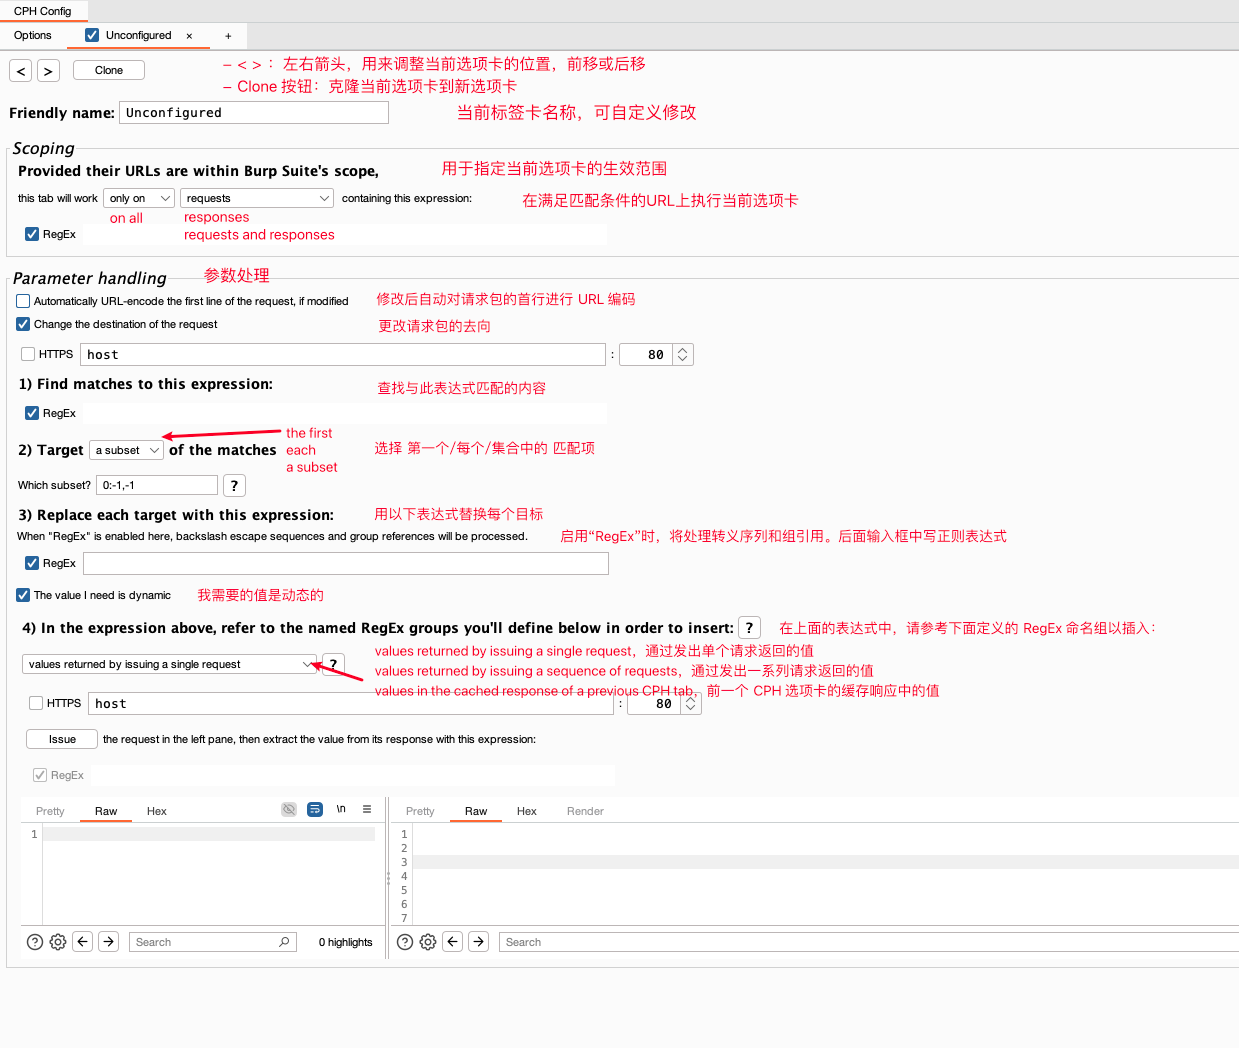 CPH Config
Options
Unconfigured × +
< > Clone
– < > ：左右箭头，用来调整当前选项卡的位置，前移或后移
– Clone 按钮：克隆当前选项卡到新选项卡
Friendly name: Unconfigured 当前标签卡名称，可自定义修改
Scoping
Provided their URLs are within Burp Suite's scope, 用于指定当前选项卡的生效范围
this tab will work only on requests containing this expression: 在满足匹配条件的URL上执行当前选项卡
on all responses
RegEx requests and responses
Parameter handling 参数处理
Automatically URL-encode the first line of the request, if modified 修改后自动对请求包的首行进行 URL 编码
Change the destination of the request 更改请求包的去向
HTTPS host : 80
1) Find matches to this expression: 查找与此表达式匹配的内容
RegEx
the first
2) Target a subset of the matches each 选择 第一个/每个/集合中的 匹配项
a subset
Which subset? 0:-1,-1 ?
3) Replace each target with this expression: 用以下表达式替换每个目标
When "RegEx" is enabled here, backslash escape sequences and group references will be processed. 启用“RegEx”时，将处理转义序列和组引用。后面输入框中写正则表达式
RegEx
The value I need is dynamic 我需要的值是动态的
4) In the expression above, refer to the named RegEx groups you'll define below in order to insert: ? 在上面的表达式中，请参考下面定义的 RegEx 命名组以插入：
values returned by issuing a single request，通过发出单个请求返回的值
values returned by issuing a single request ?
values returned by issuing a sequence of requests，通过发出一系列请求返回的值
values in the cached response of a previous CPH tab，前一个 CPH 选项卡的缓存响应中的值
HTTPS host : 80
Issue the request in the left pane, then extract the value from its response with this expression:
RegEx
Pretty Raw Hex \n
1
Search 0 highlights
Pretty Raw Hex Render
1
2
3
4
5
6
7
Search